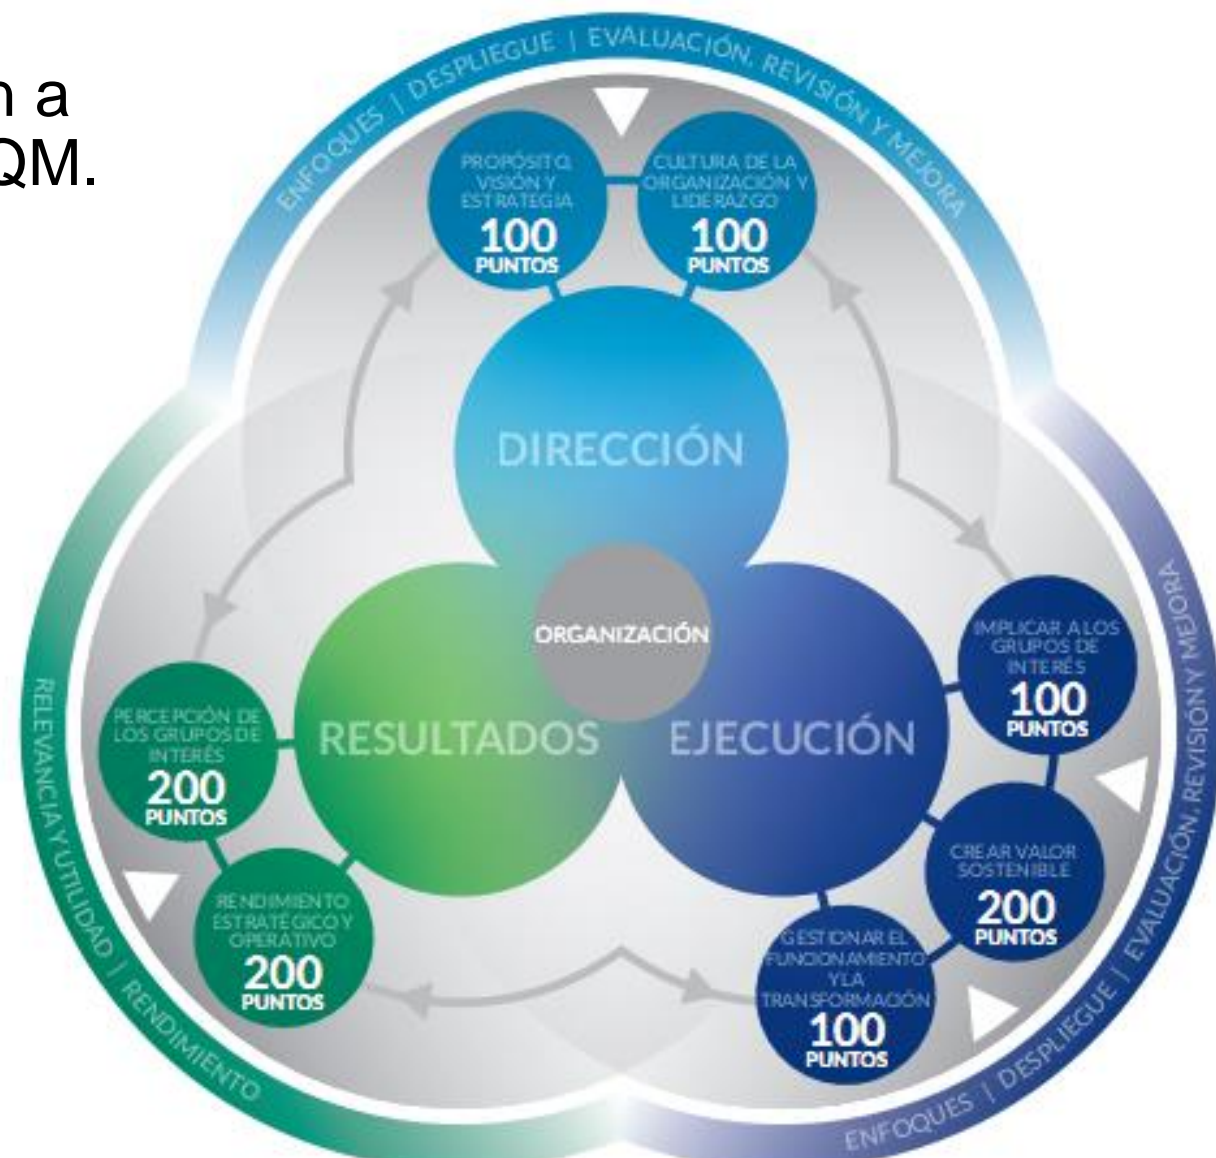 n a
QM.
ENFOQUES | DESPLIEGUE | EVALUACIÓN, REVISIÓN Y MEJORA
PROPÓSITO,
VISIÓN Y
ESTRATEGIA
100
PUNTOS
CULTURA DE LA
ORGANIZACIÓN Y
LIDERAZGO
100
PUNTOS
DIRECCIÓN
ORGANIZACIÓN
RESULTADOS
EJECUCIÓN
IMPLICAR A LOS
GRUPOS DE
INTERÉS
100
PUNTOS
CREAR VALOR
SOSTENIBLE
200
PUNTOS
GESTIONAR EL
FUNCIONAMIENTO
Y LA
TRANSFORMACIÓN
100
PUNTOS
ENFOQUES | DESPLIEGUE | EVALUACIÓN, REVISIÓN Y MEJORA
PERCEPCIÓN DE
LOS GRUPOS DE
INTERÉS
200
PUNTOS
RENDIMIENTO
ESTRATÉGICO Y
OPERATIVO
200
PUNTOS
RELEVANCIA Y UTILIDAD | RENDIMIENTO